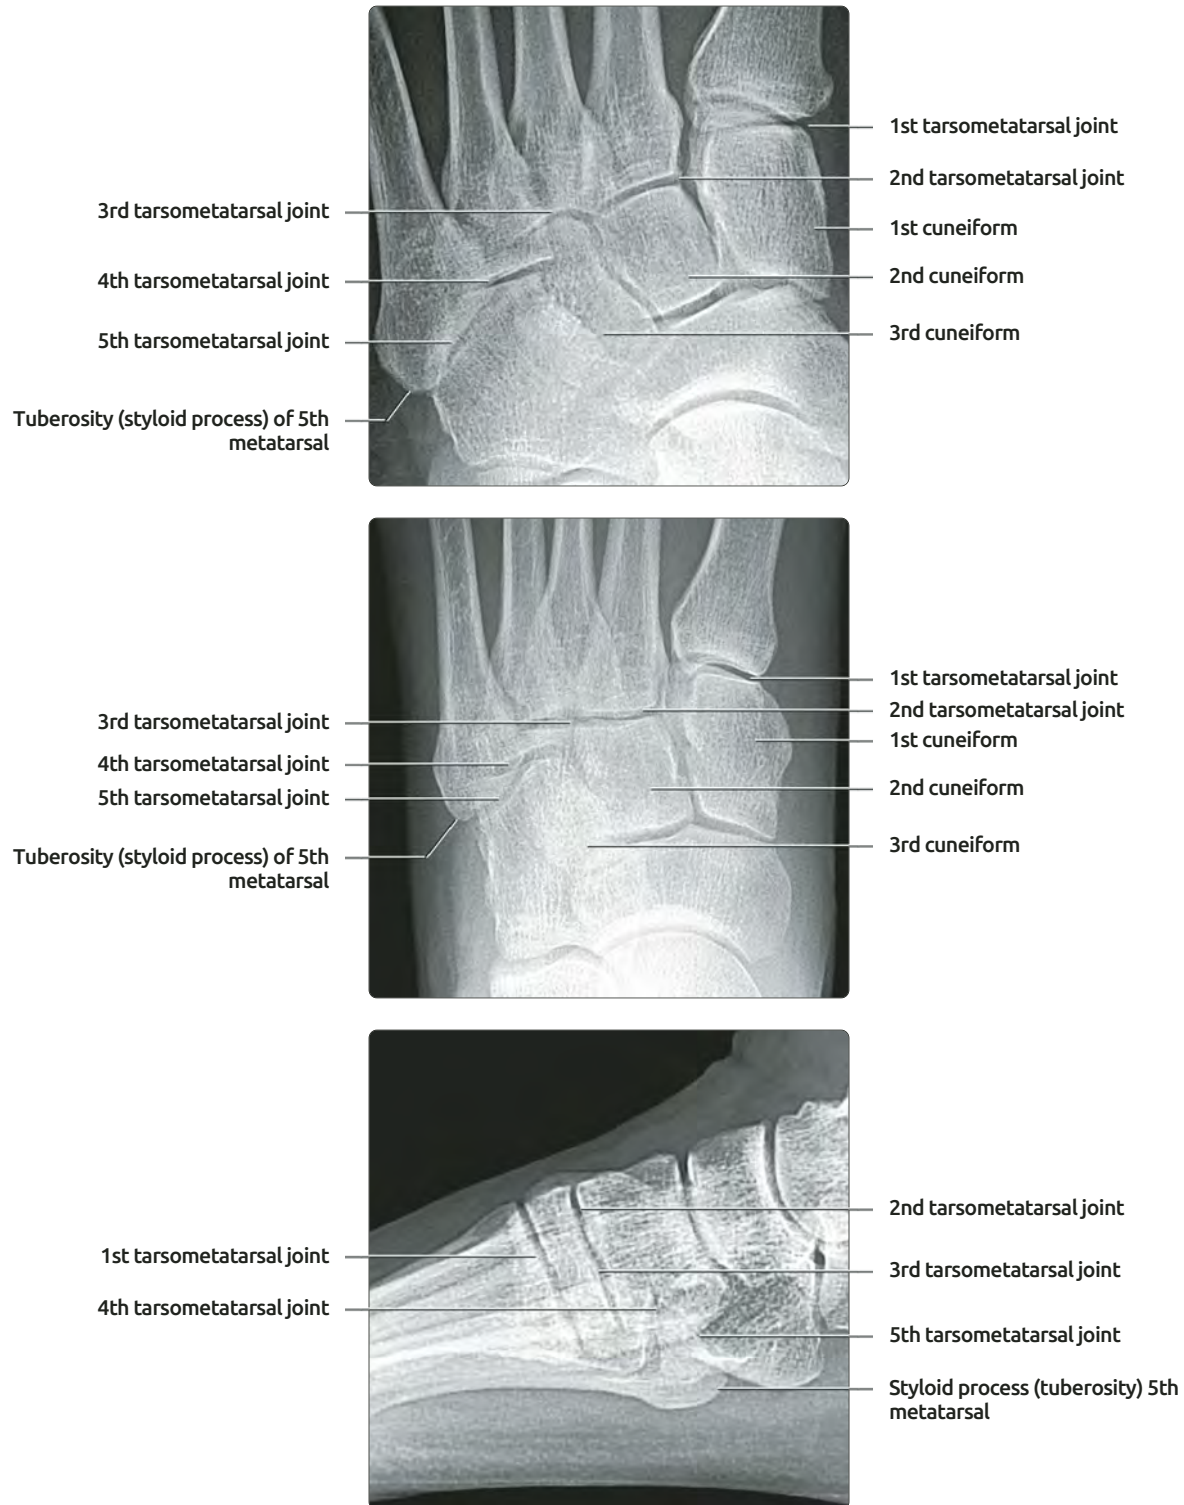 1st tarsometatarsal joint
2nd tarsometatarsal joint
3rd tarsometatarsal joint
1st cuneiform
4th tarsometatarsal joint
2nd cuneiform
5th tarsometatarsal joint
3rd cuneiform
Tuberosity (styloid process) of 5th
metatarsal
1st tarsometatarsal joint
2nd tarsometatarsal joint
3rd tarsometatarsal joint
1st cuneiform
4th tarsometatarsal joint
2nd cuneiform
5th tarsometatarsal joint
3rd cuneiform
Tuberosity (styloid process) of 5th
metatarsal
2nd tarsometatarsal joint
1st tarsometatarsal joint
3rd tarsometatarsal joint
4th tarsometatarsal joint
5th tarsometatarsal joint
Styloid process (tuberosity) 5th
metatarsal